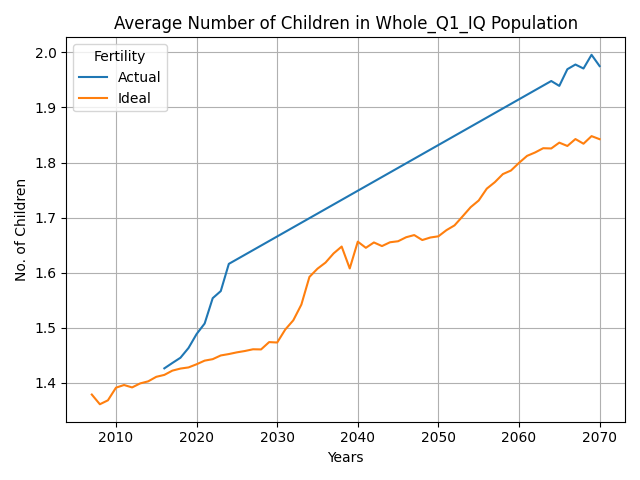 Average Number of Children in Whole_Q1_IQ Population
Fertility
Actual
Ideal
No. of Children
2.0
1.9
1.8
1.7
1.6
1.5
1.4
2010 2020 2030 2040 2050 2060 2070
Years